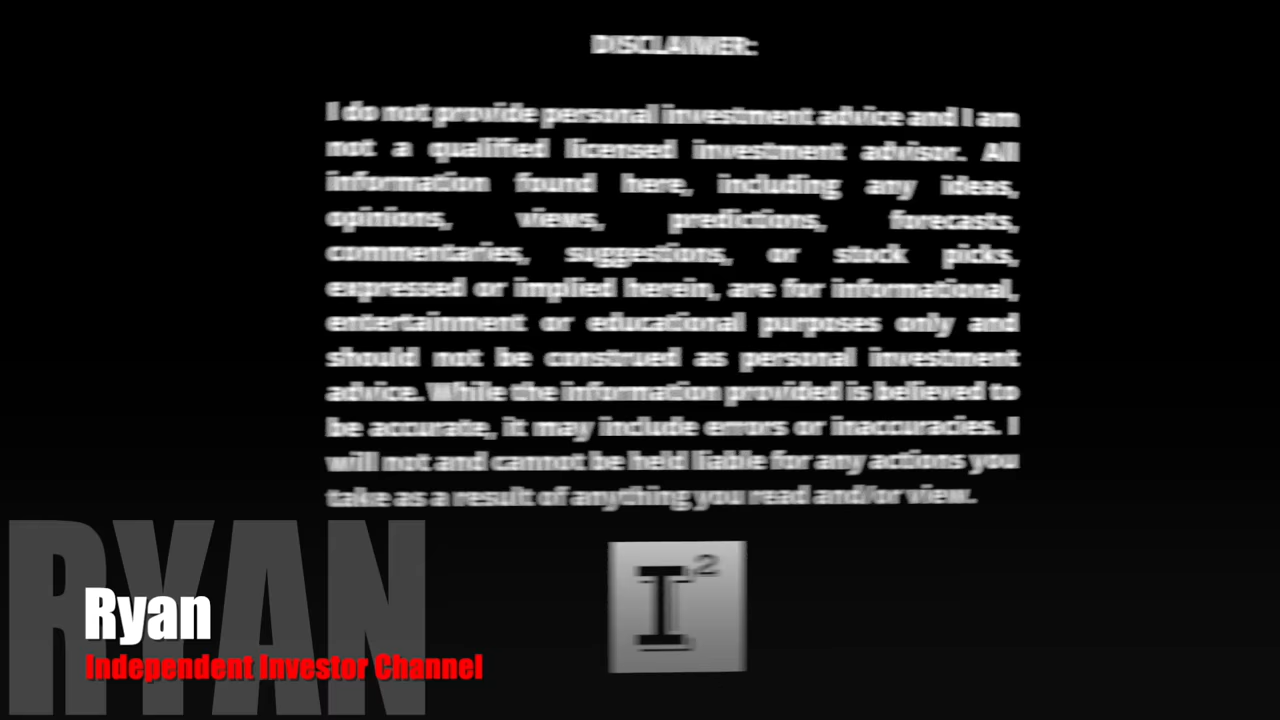 DISCLAIMER:
I do not provide personal investment advice and I am
not a qualified licensed investment advisor. All
information found here, including any ideas,
opinions, views, predictions, forecasts,
commentaries, suggestions, or stock picks,
expressed or implied herein, are for informational,
entertainment or educational purposes only and
should not be construed as personal investment
advice. While the information provided is believed to
be accurate, it may include errors or inaccuracies. I
will not and cannot be held liable for any actions you
take as a result of anything you read and/or view.
I²
RYAN
Ryan
Independent Investor Channel